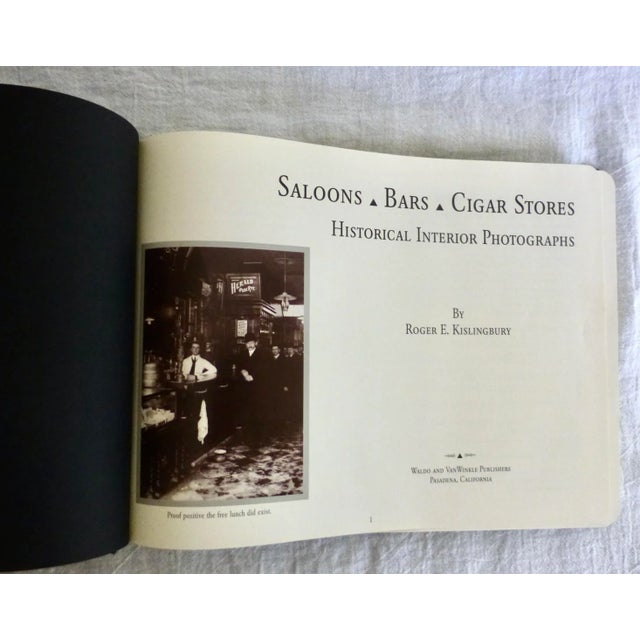 SALOONS ▲ BARS ▲ CIGAR STORES
HISTORICAL INTERIOR PHOTOGRAPHS
BY
ROGER E. KISLINGBURY
HERALD
WALDO AND VANWINKLE PUBLISHERS
PASADENA, CALIFORNIA
Proof positive the free lunch did exist.
1